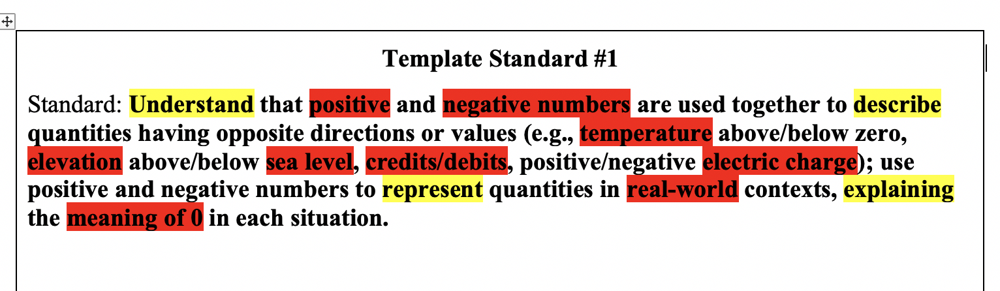 Template Standard #1
Standard: Understand that positive and negative numbers are used together to describe
quantities having opposite directions or values (e.g., temperature above/below zero,
elevation above/below sea level, credits/debits, positive/negative electric charge); use
positive and negative numbers to represent quantities in real-world contexts, explaining
the meaning of 0 in each situation.